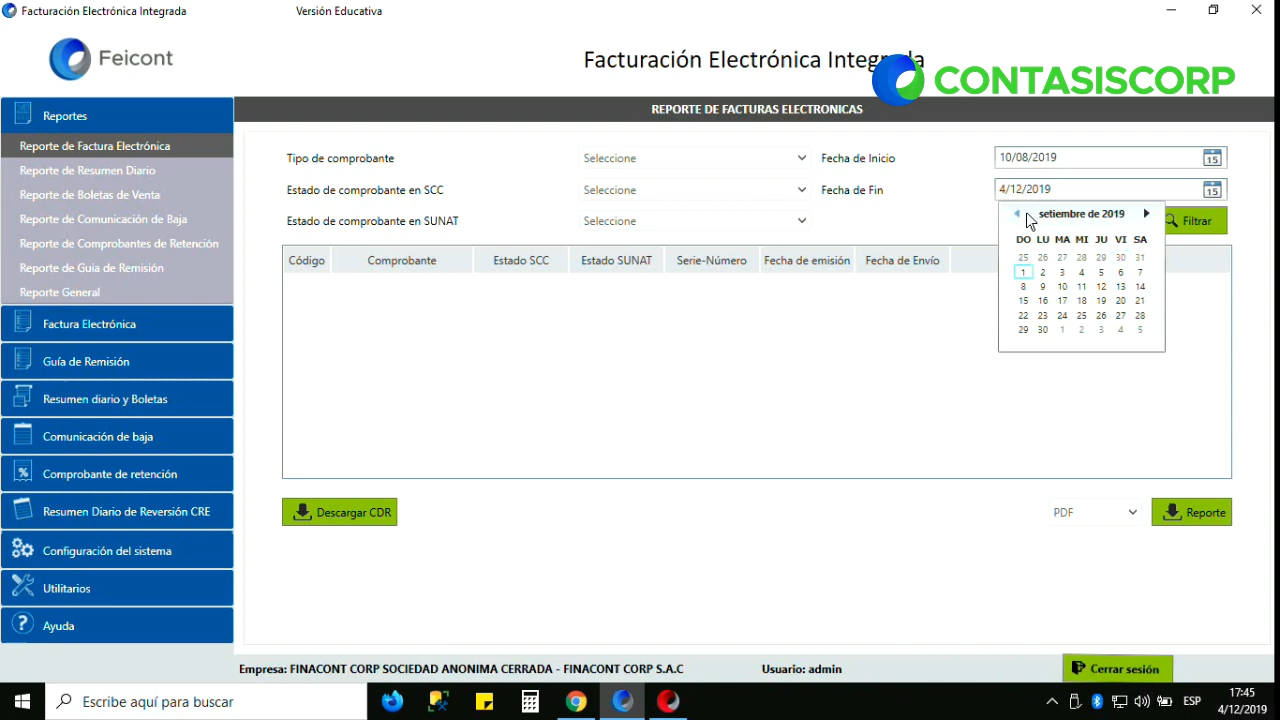 Facturación Electrónica Integrada
Versión Educativa
Feicont
Facturación Electrónica Integrada
CONTASISCORP
REPORTE DE FACTURAS ELECTRONICAS
Reportes
Reporte de Factura Electrónica
Reporte de Resumen Diario
Reporte de Boletas de Venta
Reporte de Comunicación de Baja
Reporte de Comprobantes de Retención
Reporte de Guia de Remisión
Reporte General
Factura Electrónica
Guía de Remisión
Resumen diario y Boletas
Comunicación de baja
Comprobante de retención
Resumen Diario de Reversión CRE
Configuración del sistema
Utilitarios
Ayuda
Tipo de comprobante Seleccione Fecha de Inicio 10/08/2019 15
Estado de comprobante en SCC Seleccione Fecha de Fin 4/12/2019 15
Estado de comprobante en SUNAT Seleccione Filtrar
setiembre de 2019
DO LU MA MI JU VI SA
25 26 27 28 29 30 31
1 2 3 4 5 6 7
8 9 10 11 12 13 14
15 16 17 18 19 20 21
22 23 24 25 26 27 28
29 30 1 2 3 4 5
Código Comprobante Estado SCC Estado SUNAT Serie-Número Fecha de emisión Fecha de Envío
Descargar CDR PDF Reporte
Empresa: FINACONT CORP SOCIEDAD ANONIMA CERRADA - FINACONT CORP S.A.C Usuario: admin Cerrar sesión
Escribe aquí para buscar
ESP
17:45
4/12/2019